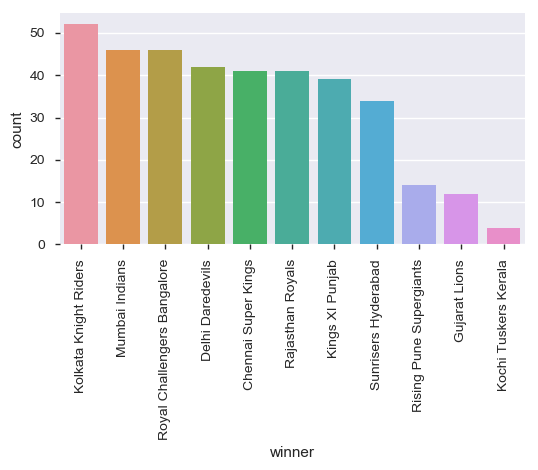 50
40
30
20
10
0
count
Kolkata Knight Riders
Mumbai Indians
Royal Challengers Bangalore
Delhi Daredevils
Chennai Super Kings
Rajasthan Royals
Kings XI Punjab
Sunrisers Hyderabad
Rising Pune Supergiants
Gujarat Lions
Kochi Tuskers Kerala
winner